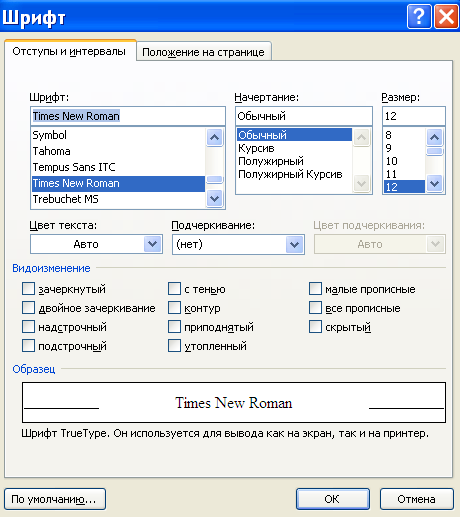 Шрифт
Отступы и интервалы
Положение на странице
Шрифт:
Начертание:
Размер:
Times New Roman
Обычный
12
Symbol
Tahoma
Tempus Sans ITC
Times New Roman
Trebuchet MS
Обычный
Курсив
Полужирный
Полужирный Курсив
8
9
10
11
12
Цвет текста:
Подчеркивание:
Цвет подчеркивания:
Авто
(нет)
Авто
Видоизменение
зачеркнутый
с тенью
малые прописные
двойное зачеркивание
контур
все прописные
надстрочный
приподнятый
скрытый
подстрочный
утопленный
Образец
Times New Roman
Шрифт TrueType. Он используется для вывода как на экран, так и на принтер.
По умолчанию...
ОК
Отмена